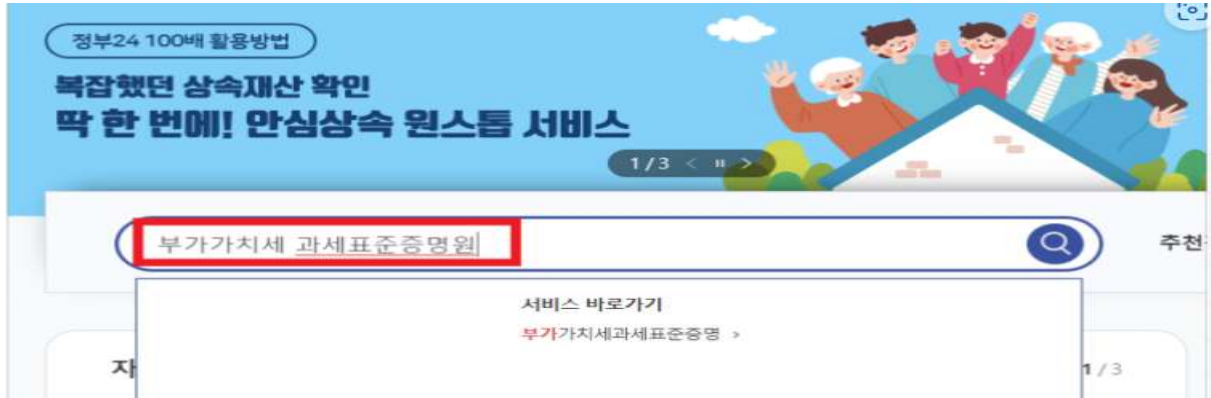 정부24 100배 활용방법
복잡했던 상속재산 확인
딱 한 번에! 안심상속 원스톱 서비스
1/3 < II >
부가가치세 과세표준증명원
추천
서비스 바로가기
부가가치세과세표준증명 >
자
1/3